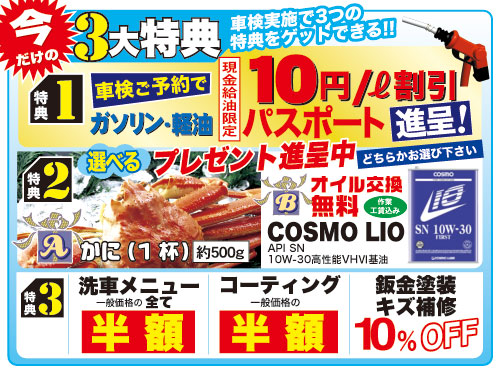 今だけの
3大特典
車検実施で3つの
特典をゲットできる!!
特典1
車検ご予約で
ガソリン・軽油
現金給油限定
10円/ℓ割引
パスポート進呈!
特典2
選べるプレゼント進呈中
どちらかお選び下さい
A
かに(1杯)
約500g
B
オイル交換
無料
作業
工賃込み
COSMO LIO
API SN
10W-30高性能VHVI基油
COSMO
LIO
SN 10W-30
FIRST
特典3
洗車メニュー
一般価格の全て
半額
コーティング
一般価格の
半額
鈑金塗装
キズ補修
10%OFF